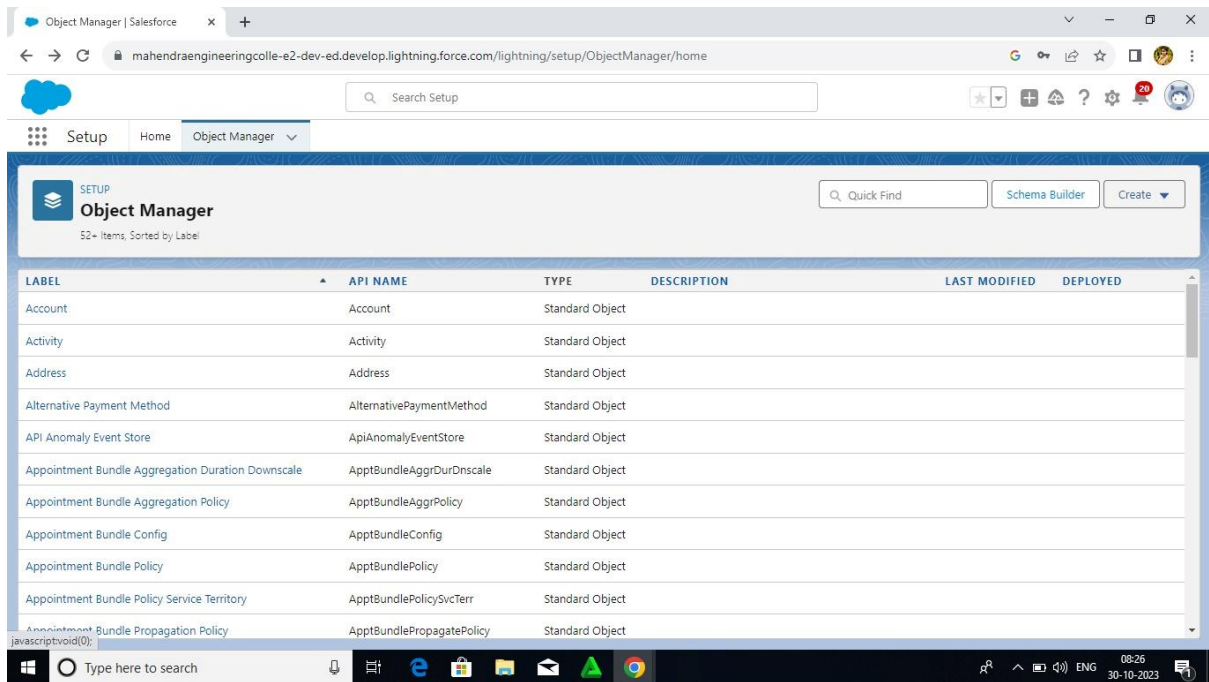 Object Manager | Salesforce
mahendraengineeringcolle-e2-dev-ed.develop.lightning.force.com/lightning/setup/ObjectManager/home
Search Setup
20
Setup Home Object Manager
SETUP
Object Manager
52+ Items, Sorted by Label
Quick Find Schema Builder Create
LABEL API NAME TYPE DESCRIPTION LAST MODIFIED DEPLOYED
Account Account Standard Object
Activity Activity Standard Object
Address Address Standard Object
Alternative Payment Method AlternativePaymentMethod Standard Object
API Anomaly Event Store ApiAnomalyEventStore Standard Object
Appointment Bundle Aggregation Duration Downscale ApptBundleAggrDurDnscale Standard Object
Appointment Bundle Aggregation Policy ApptBundleAggrPolicy Standard Object
Appointment Bundle Config ApptBundleConfig Standard Object
Appointment Bundle Policy ApptBundlePolicy Standard Object
Appointment Bundle Policy Service Territory ApptBundlePolicySvcTerr Standard Object
Appointment Bundle Propagation Policy ApptBundlePropagatePolicy Standard Object
javascript:void(0);
Type here to search ENG 08:26
30-10-2023
1